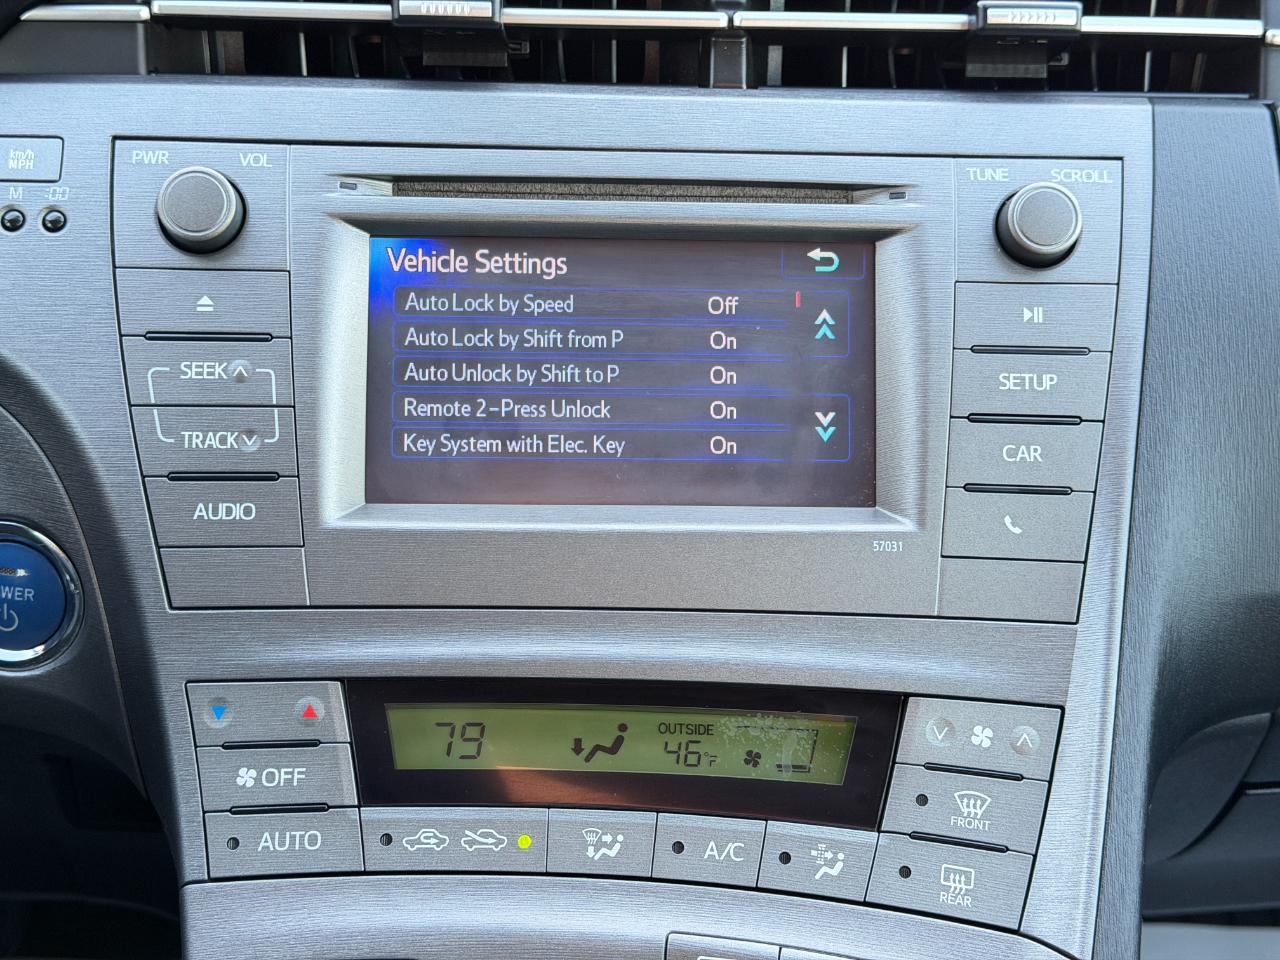 km/h
MPH
M :00
PWR VOL
TUNE SCROLL
Vehicle Settings
Auto Lock by Speed Off
Auto Lock by Shift from P On
Auto Unlock by Shift to P On
Remote 2-Press Unlock On
Key System with Elec. Key On
SEEK
TRACK
AUDIO
SETUP
CAR
57031
79
OUTSIDE
46°F
OFF
AUTO
A/C
FRONT
REAR